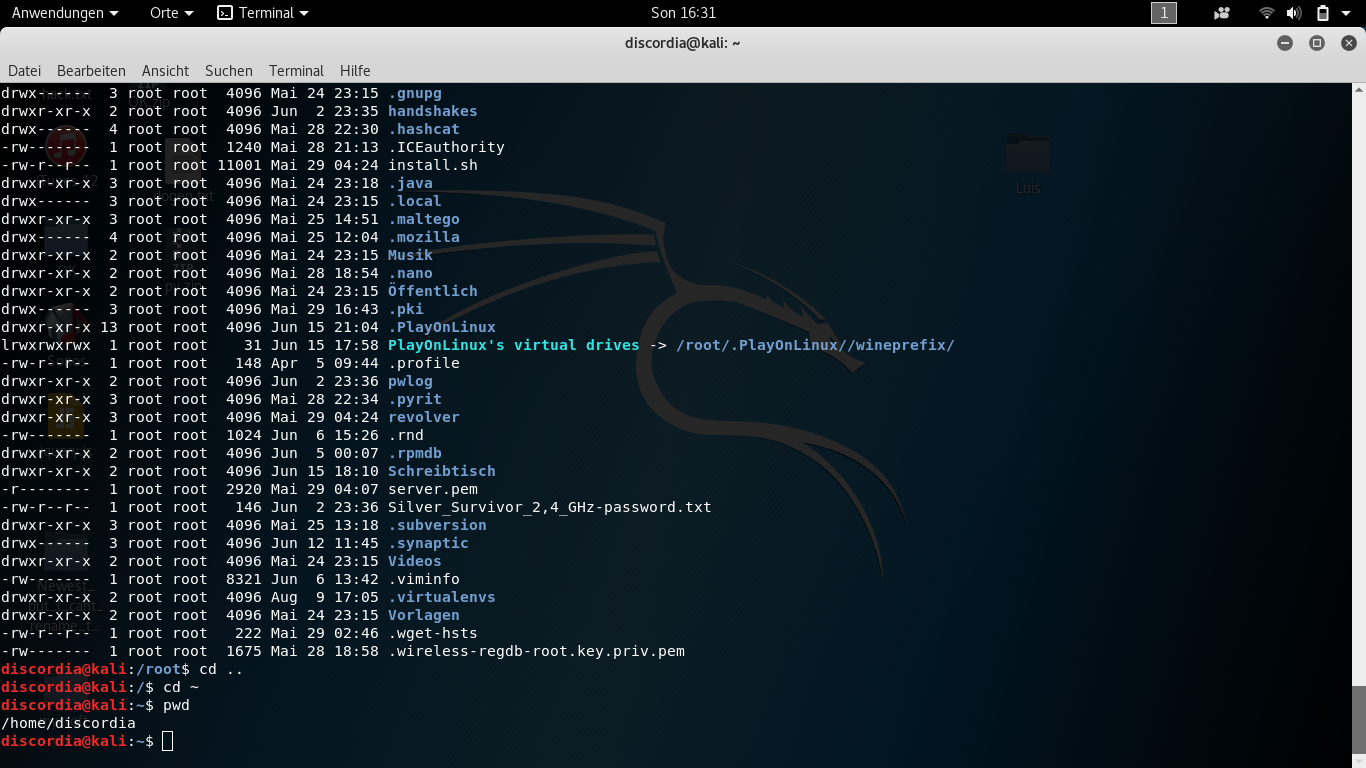 Anwendungen Orte Terminal Son 16:31 1
discordia@kali: ~
Datei Bearbeiten Ansicht Suchen Terminal Hilfe
drwx------  3 root root  4096 Mai 24 23:15 .gnupg
drwxr-xr-x  2 root root  4096 Jun  2 23:35 handshakes
drwx------  4 root root  4096 Mai 28 22:30 .hashcat
-rw-------  1 root root  1240 Mai 28 21:13 .ICEauthority
-rw-r--r--  1 root root 11001 Mai 29 04:24 install.sh
drwxr-xr-x  3 root root  4096 Mai 24 23:18 .java
drwx------  3 root root  4096 Mai 24 23:15 .local
drwxr-xr-x  3 root root  4096 Mai 25 14:51 .maltego
drwx------  4 root root  4096 Mai 25 12:04 .mozilla
drwxr-xr-x  2 root root  4096 Mai 24 23:15 Musik
drwxr-xr-x  2 root root  4096 Mai 28 18:54 .nano
drwxr-xr-x  2 root root  4096 Mai 24 23:15 Öffentlich
drwx------  3 root root  4096 Mai 29 16:43 .pki
drwxr-xr-x 13 root root  4096 Jun 15 21:04 .PlayOnLinux
lrwxrwxrwx  1 root root    31 Jun 15 17:58 PlayOnLinux's virtual drives -> /root/.PlayOnLinux//wineprefix/
-rw-r--r--  1 root root   148 Apr  5 09:44 .profile
drwxr-xr-x  2 root root  4096 Jun  2 23:36 pwlog
drwxr-xr-x  3 root root  4096 Mai 28 22:34 .pyrit
drwxr-xr-x  3 root root  4096 Mai 29 04:24 revolver
-rw-------  1 root root  1024 Jun  6 15:26 .rnd
drwxr-xr-x  2 root root  4096 Jun  5 00:07 .rpmdb
drwxr-xr-x  2 root root  4096 Jun 15 18:10 Schreibtisch
-r--------  1 root root  2920 Mai 29 04:07 server.pem
-rw-r--r--  1 root root   146 Jun  2 23:36 Silver_Survivor_2,4_GHz-password.txt
drwxr-xr-x  3 root root  4096 Mai 25 13:18 .subversion
drwx------  3 root root  4096 Jun 12 11:45 .synaptic
drwxr-xr-x  2 root root  4096 Mai 24 23:15 Videos
-rw-------  1 root root  8321 Jun  6 13:42 .viminfo
drwxr-xr-x  2 root root  4096 Aug  9 17:05 .virtualenvs
drwxr-xr-x  2 root root  4096 Mai 24 23:15 Vorlagen
-rw-r--r--  1 root root   222 Mai 29 02:46 .wget-hsts
-rw-------  1 root root  1675 Mai 28 18:58 .wireless-regdb-root.key.priv.pem
discordia@kali:/root$ cd ..
discordia@kali:/$ cd ~
discordia@kali:~$ pwd
/home/discordia
discordia@kali:~$
Luis